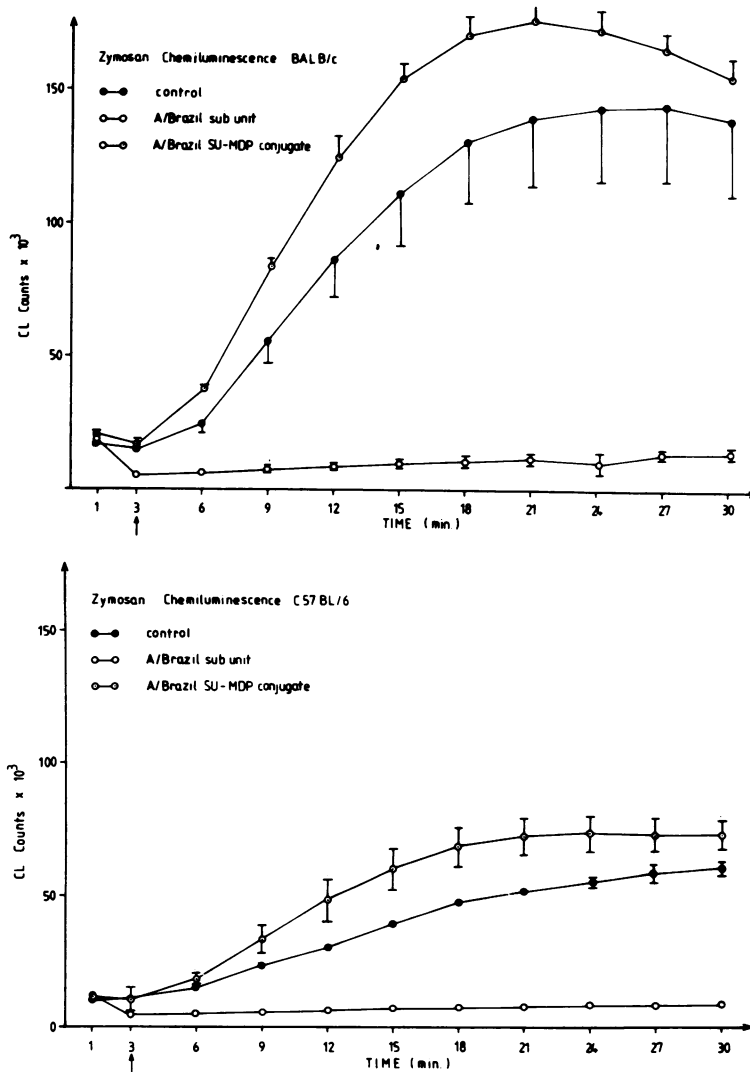 Zymosan Chemiluminescence BALB/c
control
A/Brazil sub unit
A/Brazil SU-MDP conjugate
150
100
50
CL Counts x 10³
1 3 6 9 12 15 18 21 24 27 30
TIME (min.)
Zymosan Chemiluminescence C57BL/6
control
A/Brazil sub unit
A/Brazil SU-MDP conjugate
150
100
50
0
CL Counts x 10³
1 3 6 9 12 15 18 21 24 27 30
TIME (min.)